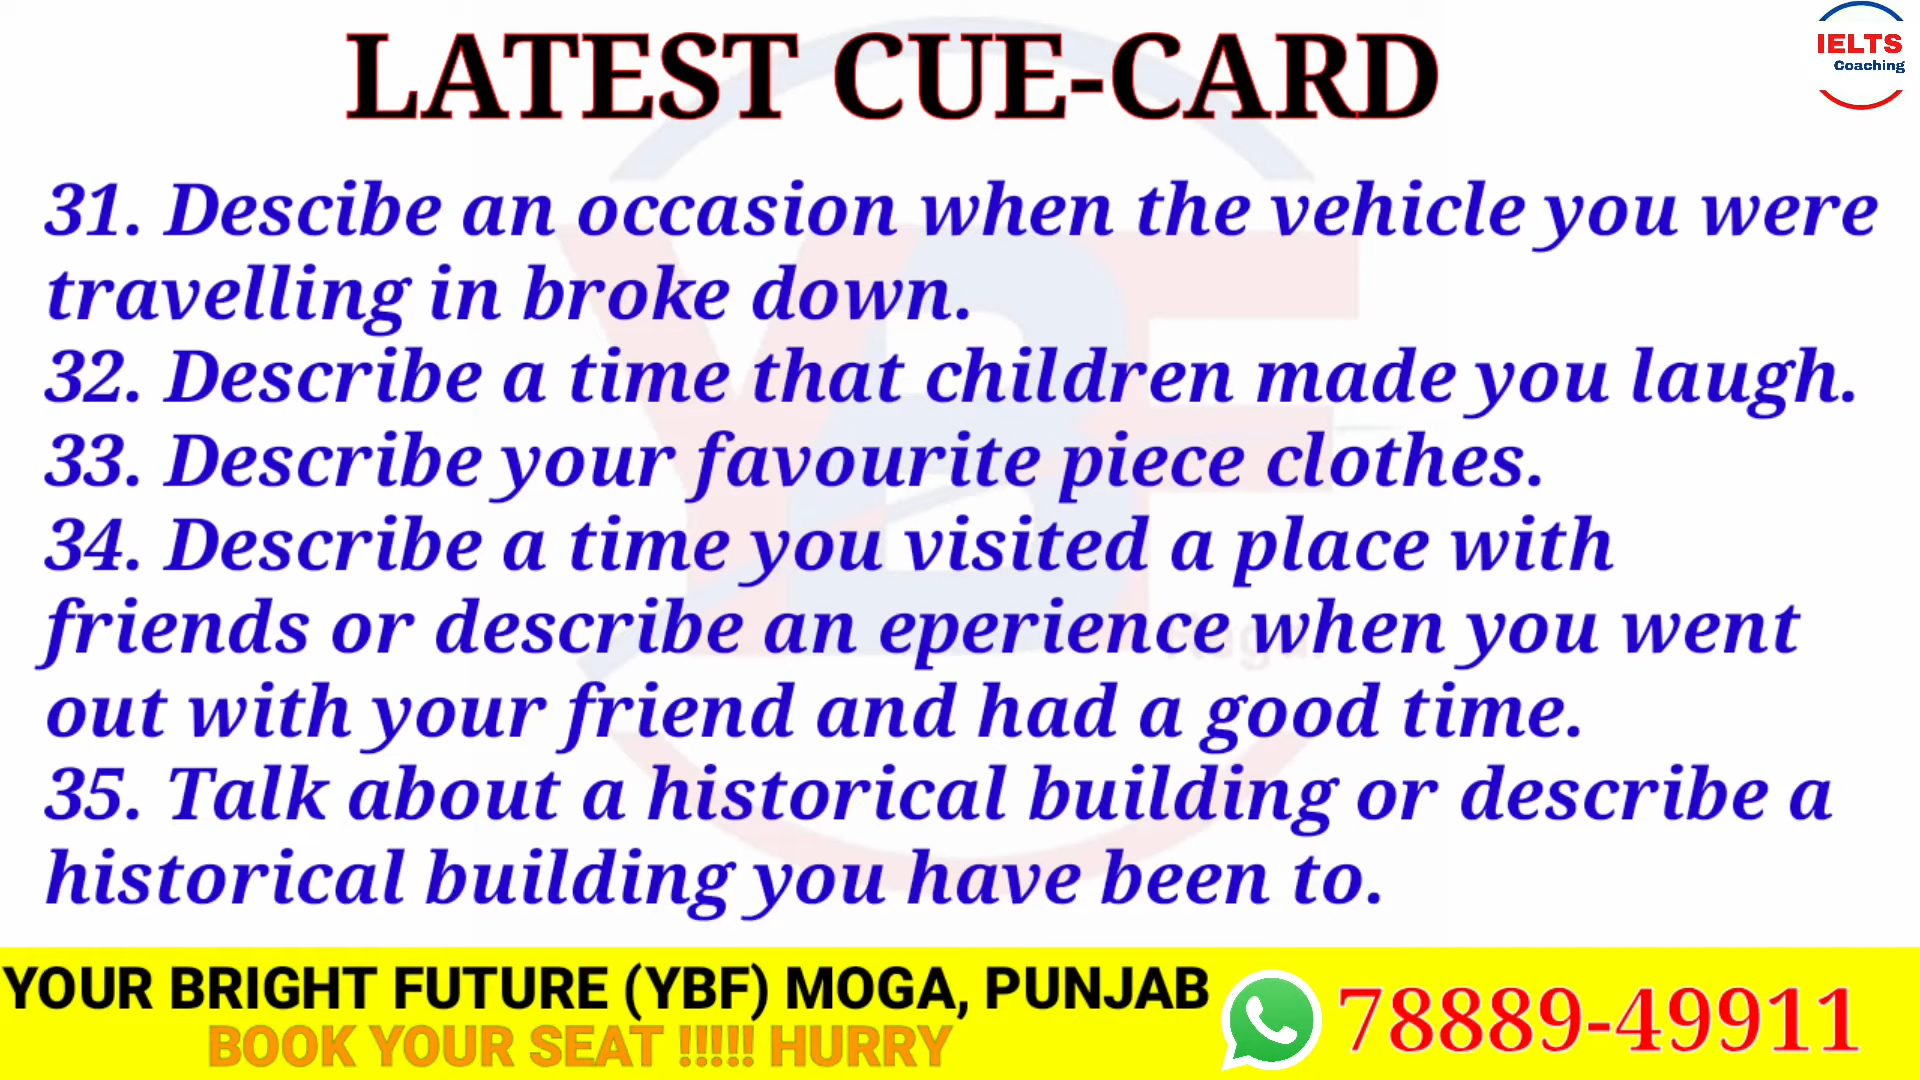 LATEST CUE-CARD
IELTS
Coaching
31. Descibe an occasion when the vehicle you were
travelling in broke down.
32. Describe a time that children made you laugh.
33. Describe your favourite piece clothes.
34. Describe a time you visited a place with
friends or describe an eperience when you went
out with your friend and had a good time.
35. Talk about a historical building or describe a
historical building you have been to.
YOUR BRIGHT FUTURE (YBF) MOGA, PUNJAB
BOOK YOUR SEAT !!!!! HURRY
78889-49911